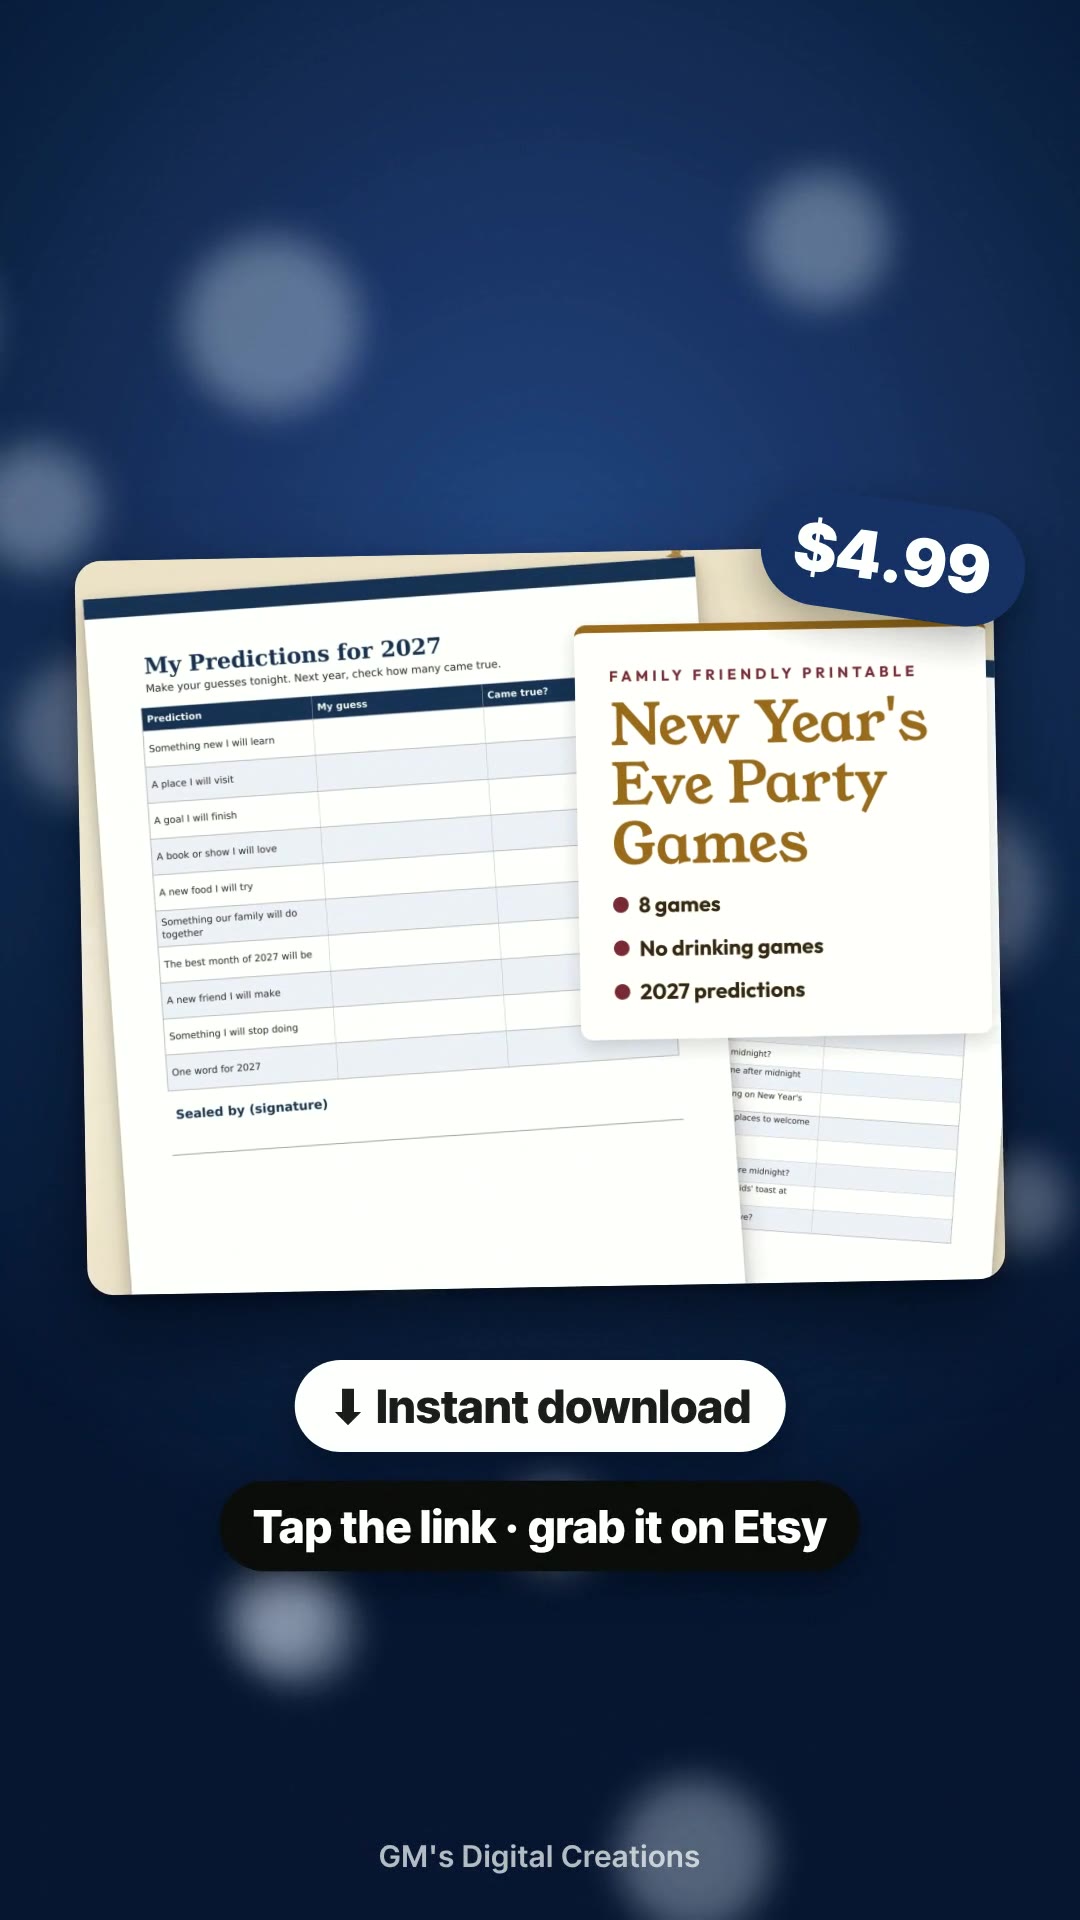 $4.99
My Predictions for 2027
Make your guesses tonight. Next year, check how many came true.
Prediction My guess Came true?
Something new I will learn
A place I will visit
A goal I will finish
A book or show I will love
A new food I will try
Something our family will do
together
The best month of 2027 will be
A new friend I will make
Something I will stop doing
One word for 2027
Sealed by (signature)
FAMILY FRIENDLY PRINTABLE
New Year's
Eve Party
Games
8 games
No drinking games
2027 predictions
midnight?
after midnight
on New Year's
places to welcome
midnight?
toast at
⬇ Instant download
Tap the link · grab it on Etsy
GM's Digital Creations